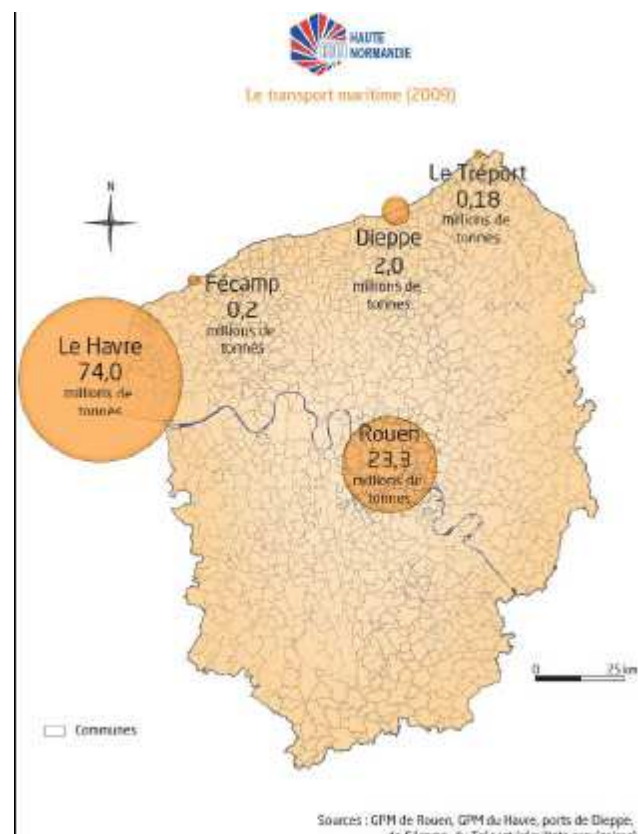 HAUTE
NORMANDIE
Le transport maritime (2009)
N
Le Tréport
0,18
millions de
tonnes
Dieppe
2,0
millions de
tonnes
Fécamp
0,2
millions de
tonnes
Le Havre
74,0
millions de
tonnes
Rouen
23,3
millions de
tonnes
0 25 km
Communes
Sources : GPM de Rouen, GPM du Havre, ports de Dieppe,